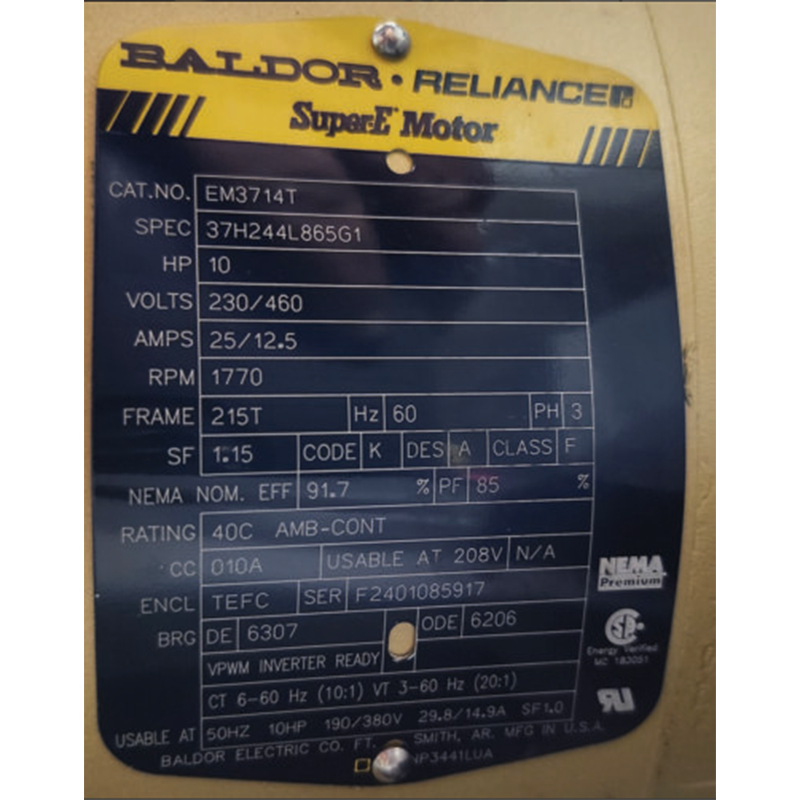 BALDOR • RELIANCE
Super-E Motor
CAT.NO. EM3714T
SPEC 37H244L865G1
HP 10
VOLTS 230/460
AMPS 25/12.5
RPM 1770
FRAME 215T Hz 60 PH 3
SF 1.15 CODE K DES A CLASS F
NEMA NOM. EFF 91.7 % PF 85 %
RATING 40C AMB-CONT
CC 010A USABLE AT 208V N/A
ENCL TEFC SER F2401085917
BRG DE 6307 ODE 6206
VPWM INVERTER READY
CT 6-60 Hz (10:1) VT 3-60 Hz (20:1)
USABLE AT 50HZ 10HP 190/380V 29.8/14.9A SF1.0
BALDOR ELECTRIC CO. FT. SMITH, AR. MFG IN U.S.A.
NP3441LUA
NEMA
Premium
Energy Verified